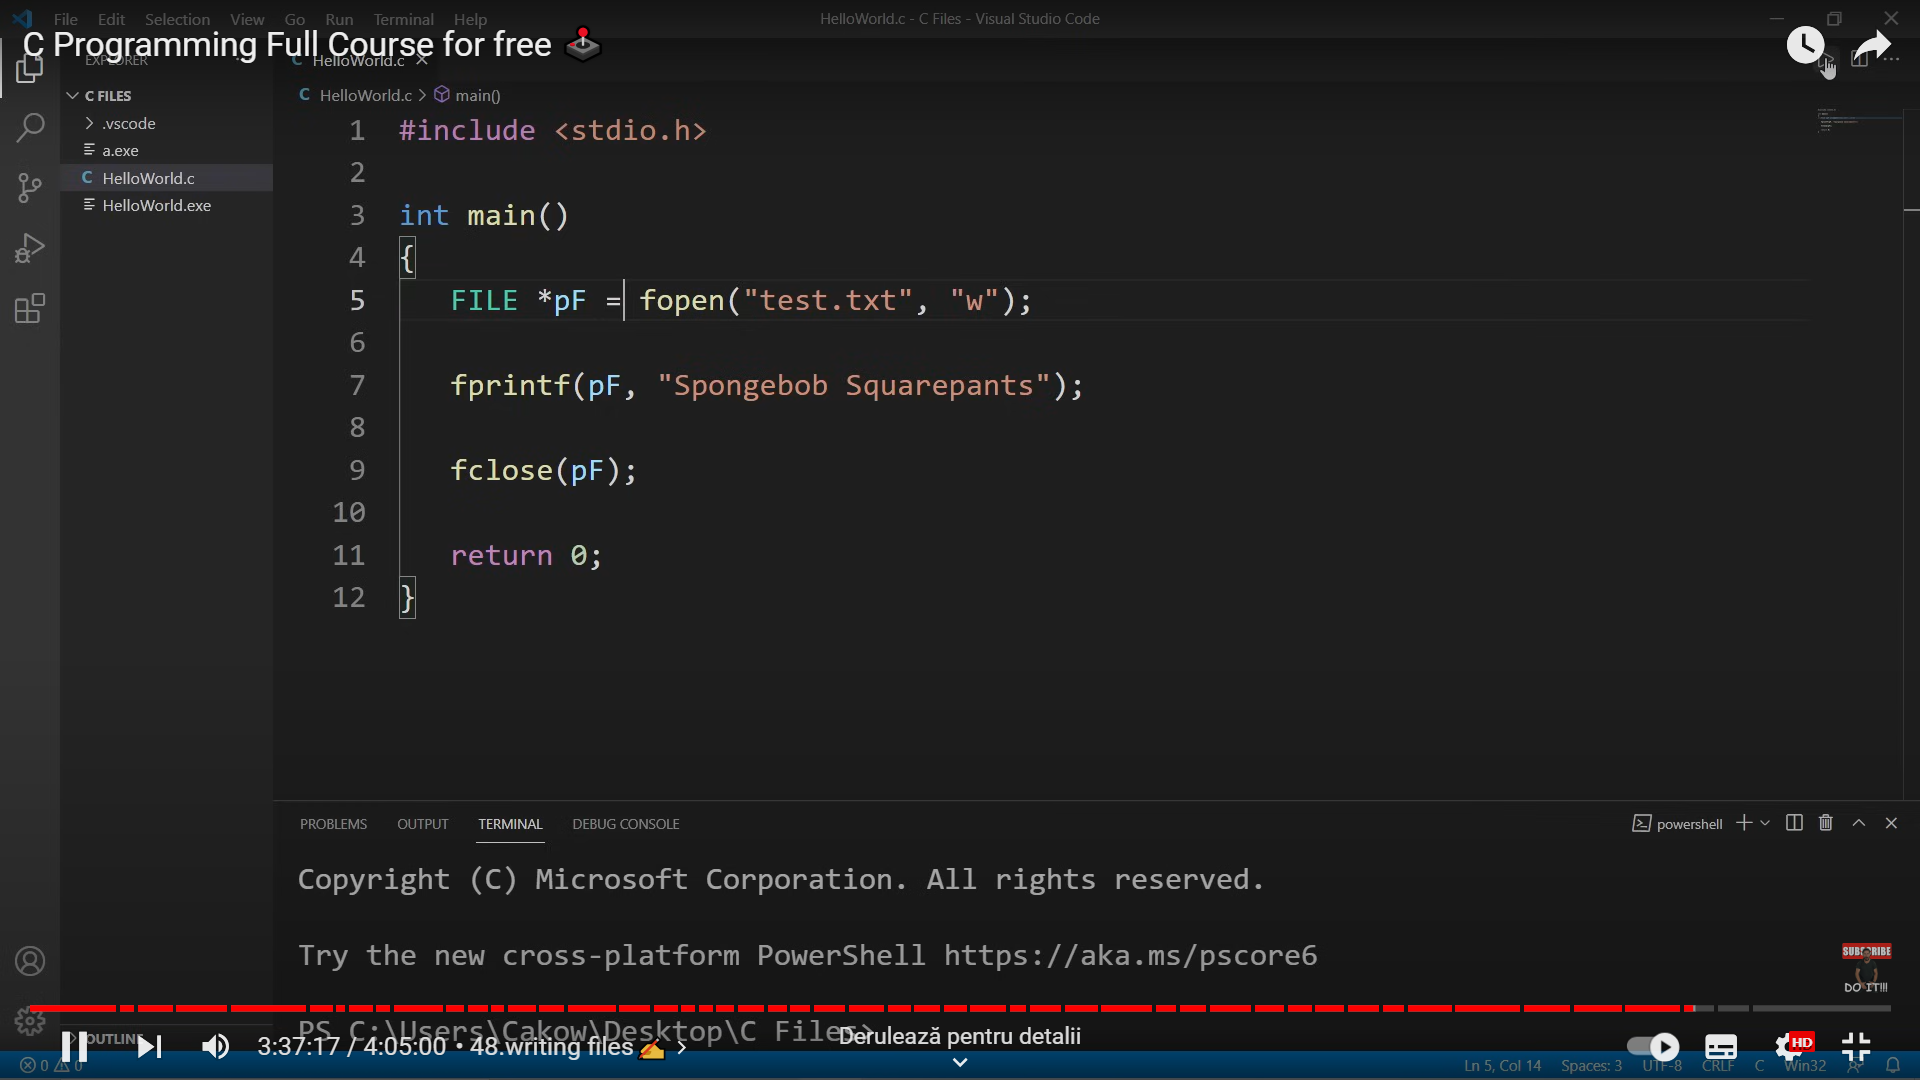 File Edit Selection View Go Run Terminal Help
HelloWorld.c - C Files - Visual Studio Code
C Programming Full Course for free
EXPLORER
C HelloWorld.c
C FILES
.vscode
a.exe
C HelloWorld.c
HelloWorld.exe
C HelloWorld.c > main()
1 #include <stdio.h>
2
3 int main()
4 {
5 FILE *pF = fopen("test.txt", "w");
6
7 fprintf(pF, "Spongebob Squarepants");
8
9 fclose(pF);
10
11 return 0;
12 }
PROBLEMS OUTPUT TERMINAL DEBUG CONSOLE
powershell
Copyright (C) Microsoft Corporation. All rights reserved.
Try the new cross-platform PowerShell https://aka.ms/pscore6
SUBSCRIBE
DO IT!!!
PS C:\Users\Cakow\Desktop\C Files>
OUTLINE
3:37:17 / 4:05:00 • 48.writing files
Derulează pentru detalii
HD
0 0
Ln 5, Col 14 Spaces: 3 UTF-8 CRLF C Win32